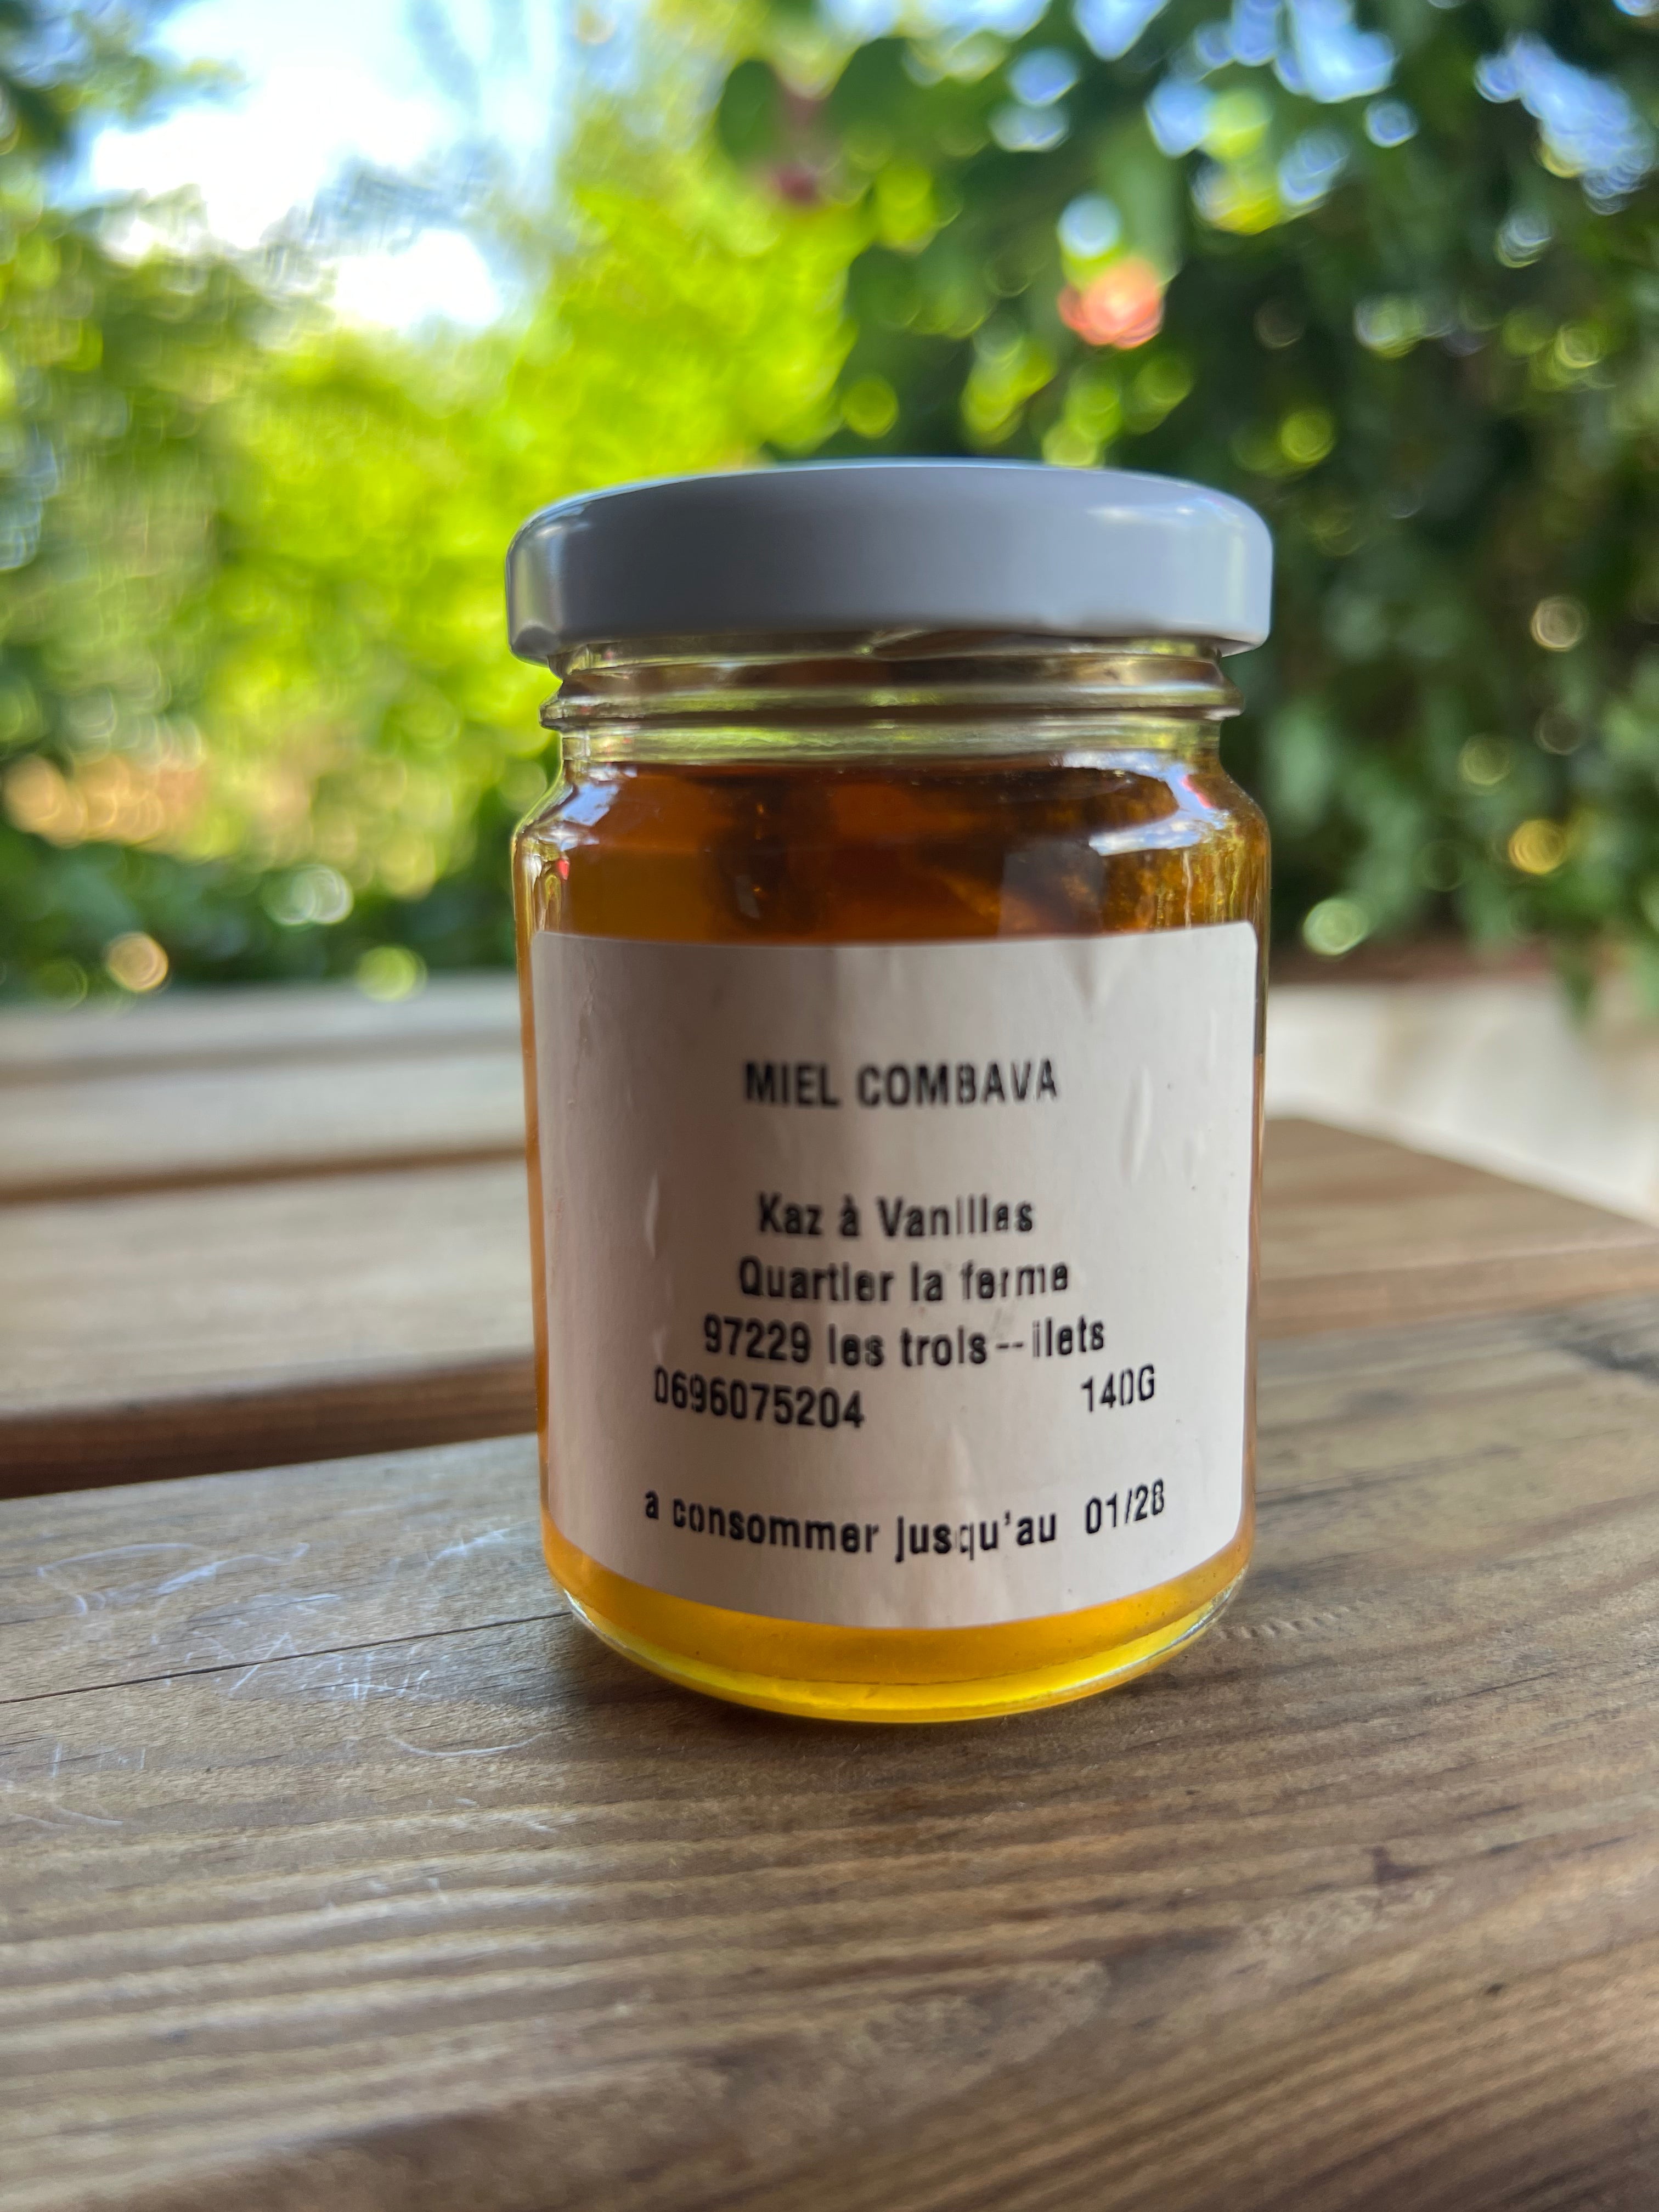 MIEL COMBAVA
Kaz à Vanilles
Quartier la ferme
97229 les trois--ilets
0696075204 140G
a consommer jusqu'au 01/28